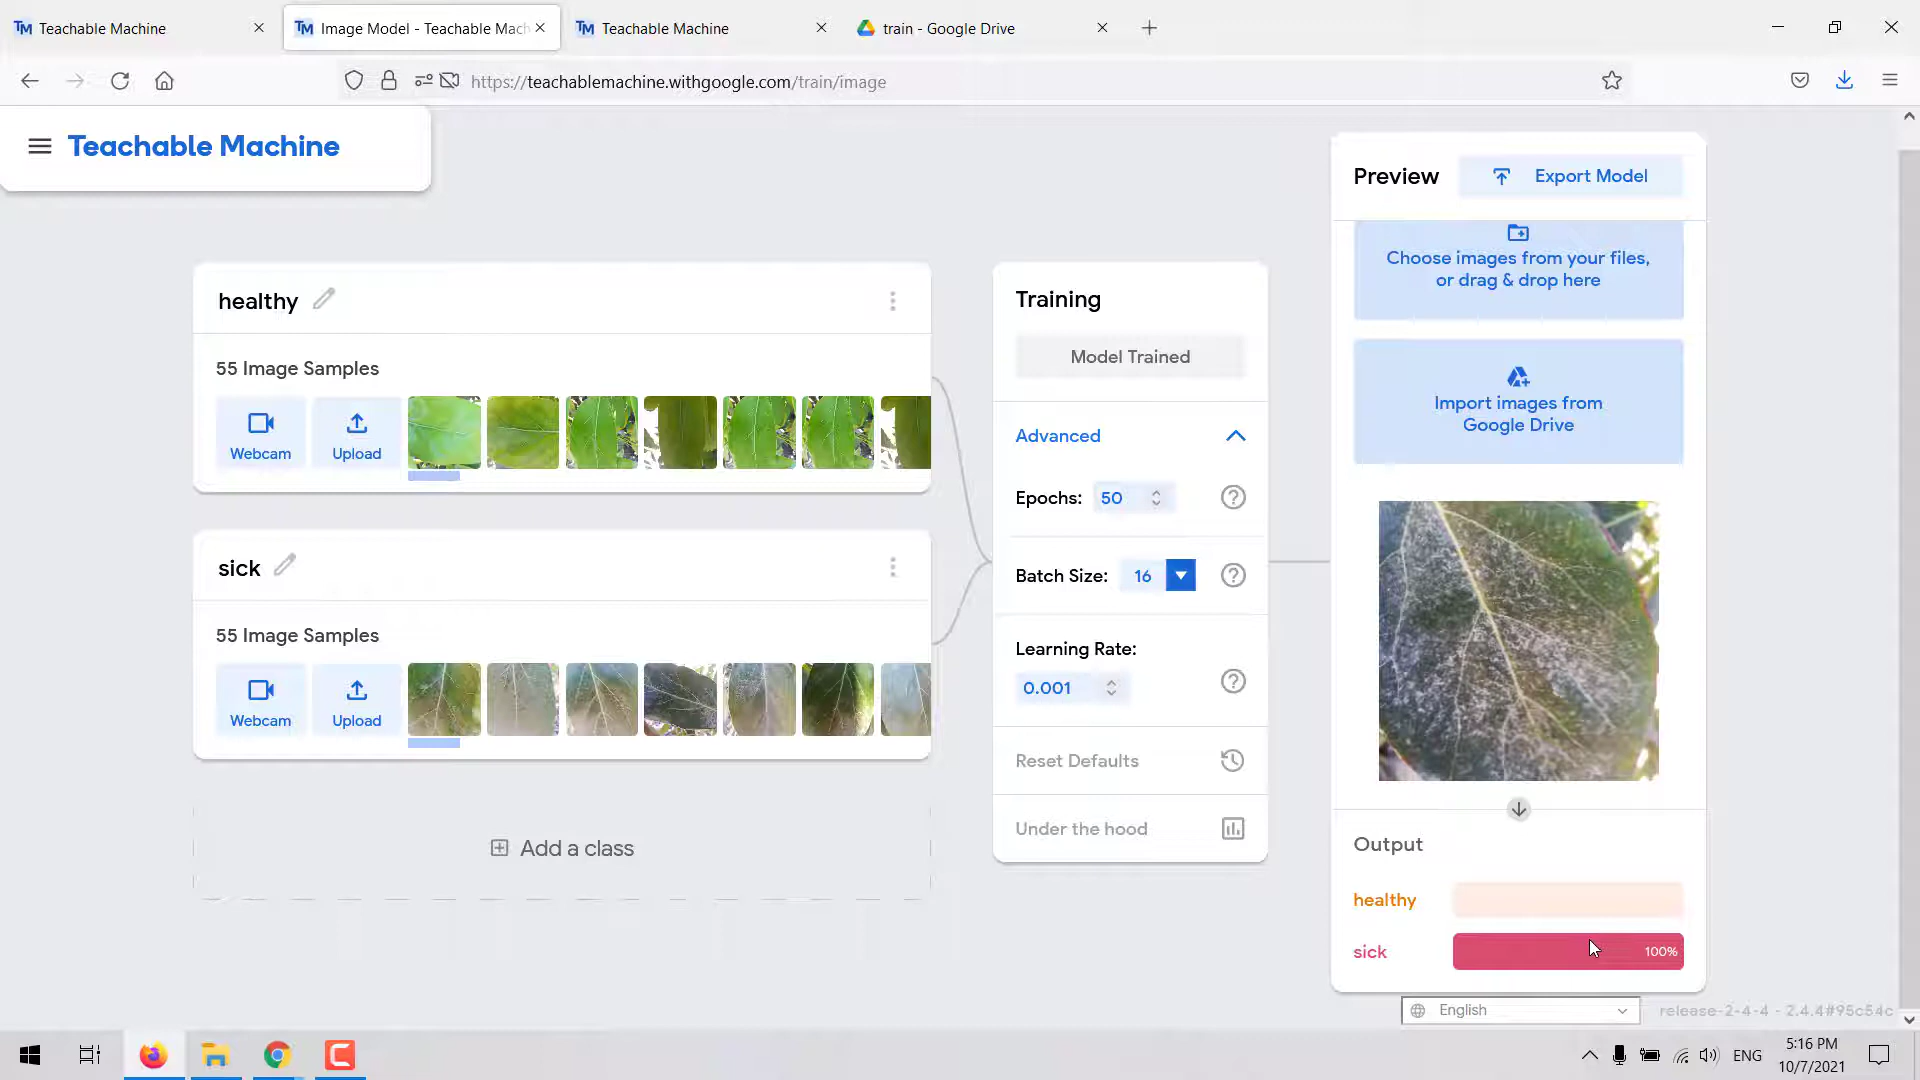 Teachable Machine
Image Model - Teachable Mach
Teachable Machine
train - Google Drive
https://teachablemachine.withgoogle.com/train/image
Teachable Machine
healthy
55 Image Samples
Webcam
Upload
sick
55 Image Samples
Webcam
Upload
Add a class
Training
Model Trained
Advanced
Epochs: 50
Batch Size: 16
Learning Rate:
0.001
Reset Defaults
Under the hood
Preview
Export Model
Choose images from your files,
or drag & drop here
Import images from
Google Drive
Output
healthy
sick 100%
English
release-2-4-4 - 2.4.4#95c54c
ENG
5:16 PM
10/7/2021